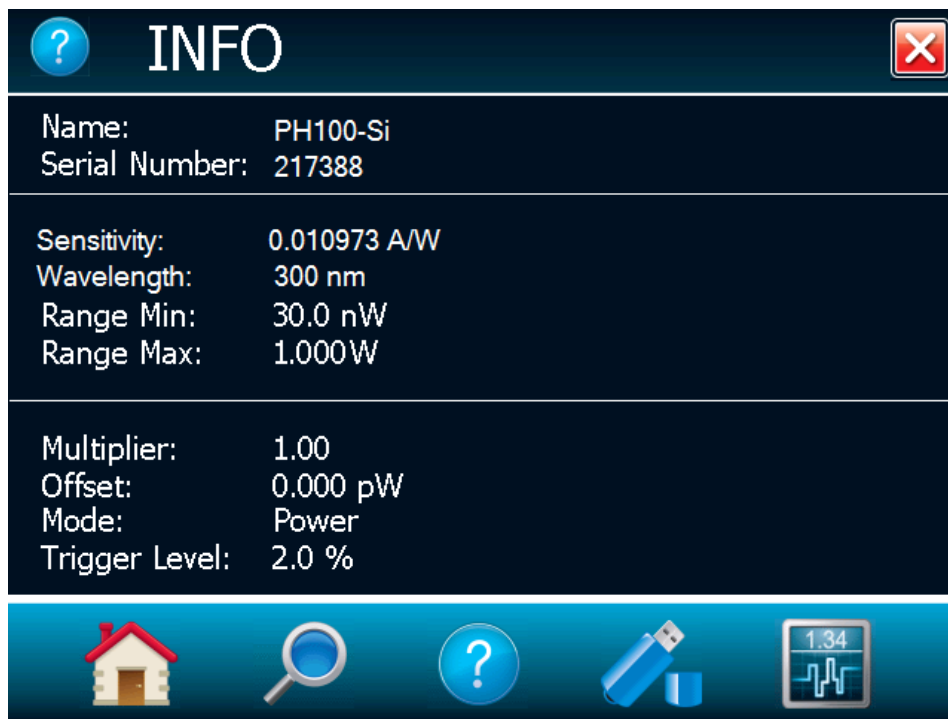 ? INFO
Name: PH100-Si
Serial Number: 217388
Sensitivity: 0.010973 A/W
Wavelength: 300 nm
Range Min: 30.0 nW
Range Max: 1.000W
Multiplier: 1.00
Offset: 0.000 pW
Mode: Power
Trigger Level: 2.0 %
? 1.34